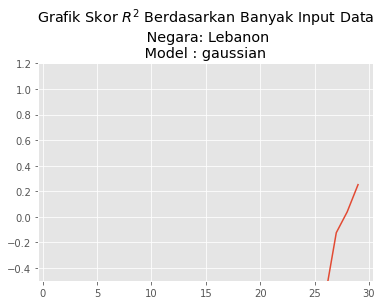 Grafik Skor R² Berdasarkan Banyak Input Data
Negara: Lebanon
Model : gaussian
1.2
1.0
0.8
0.6
0.4
0.2
0.0
−0.2
−0.4
0 5 10 15 20 25 30